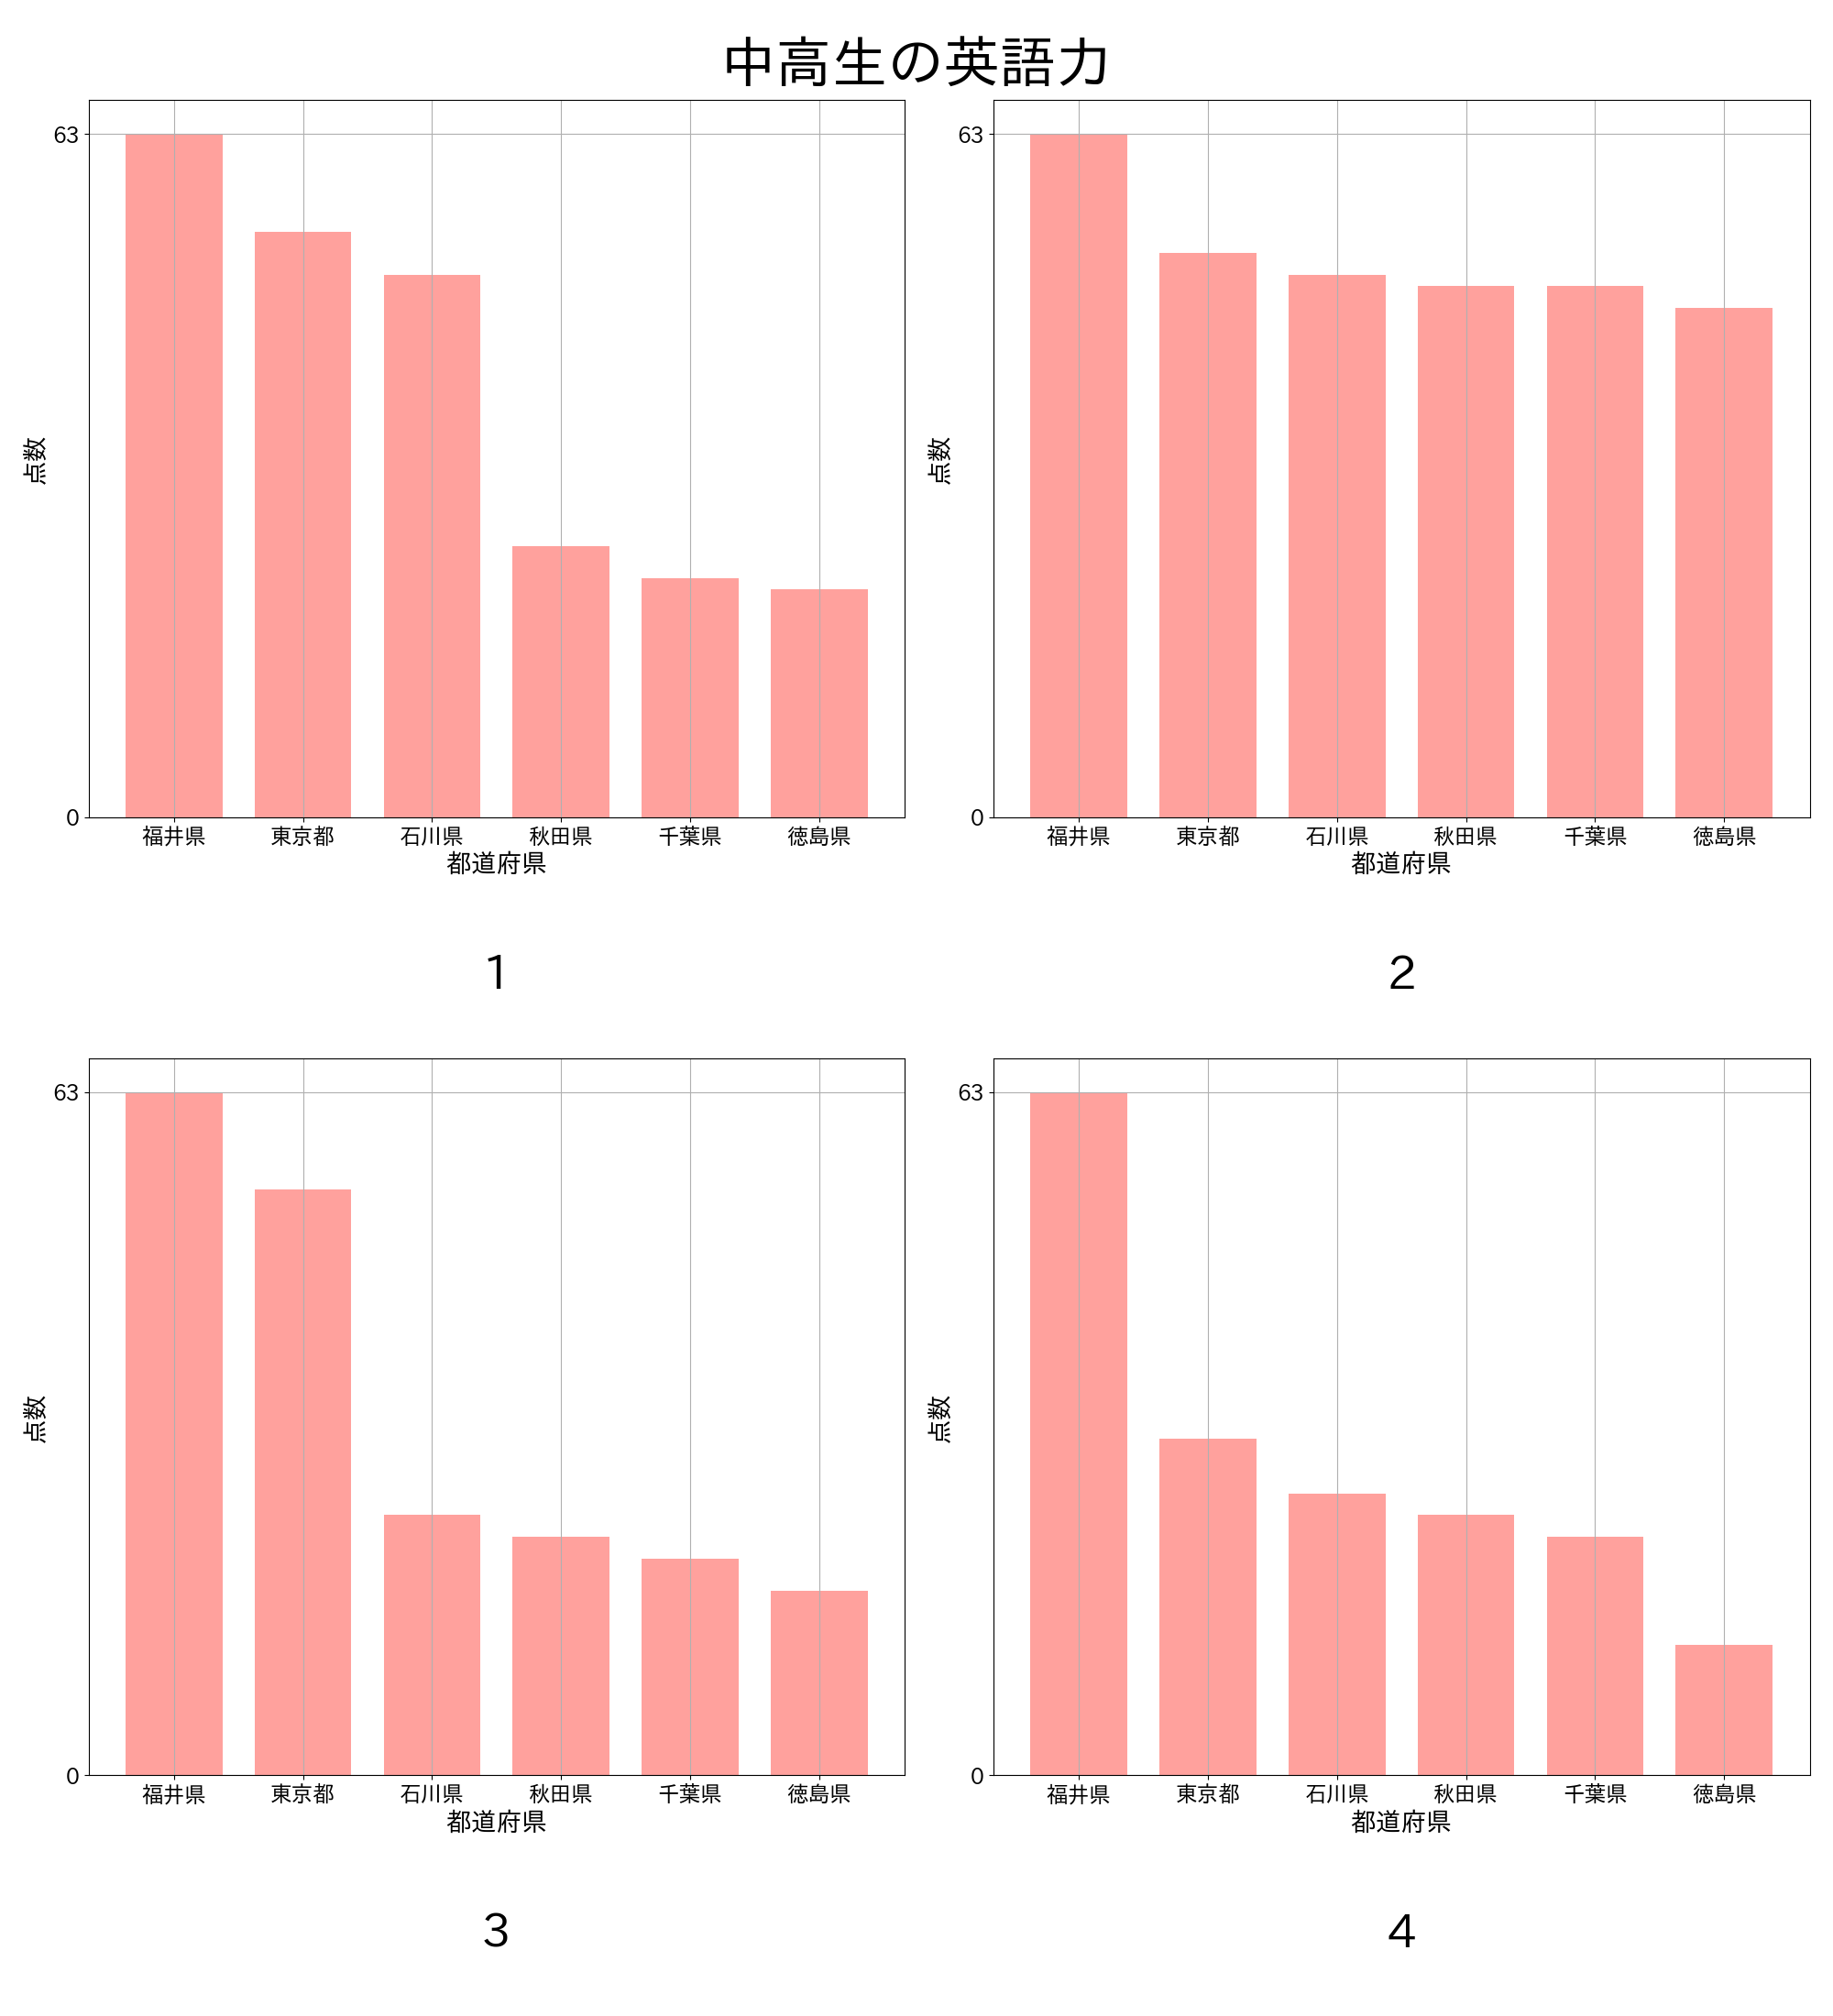 中高生の英語力
63
点数
0
福井県 東京都 石川県 秋田県 千葉県 徳島県
都道府県
1
63
点数
0
福井県 東京都 石川県 秋田県 千葉県 徳島県
都道府県
2
63
点数
0
福井県 東京都 石川県 秋田県 千葉県 徳島県
都道府県
3
63
点数
0
福井県 東京都 石川県 秋田県 千葉県 徳島県
都道府県
4